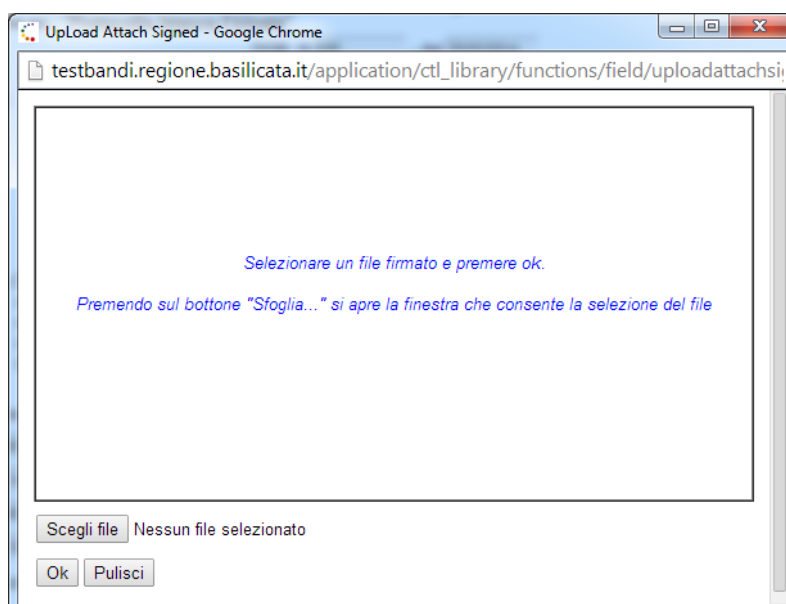 UpLoad Attach Signed - Google Chrome
testbandi.regione.basilicata.it/application/ctl_library/functions/field/uploadattachsi
Selezionare un file firmato e premere ok.
Premendo sul bottone "Sfoglia..." si apre la finestra che consente la selezione del file
Scegli file Nessun file selezionato
Ok Pulisci